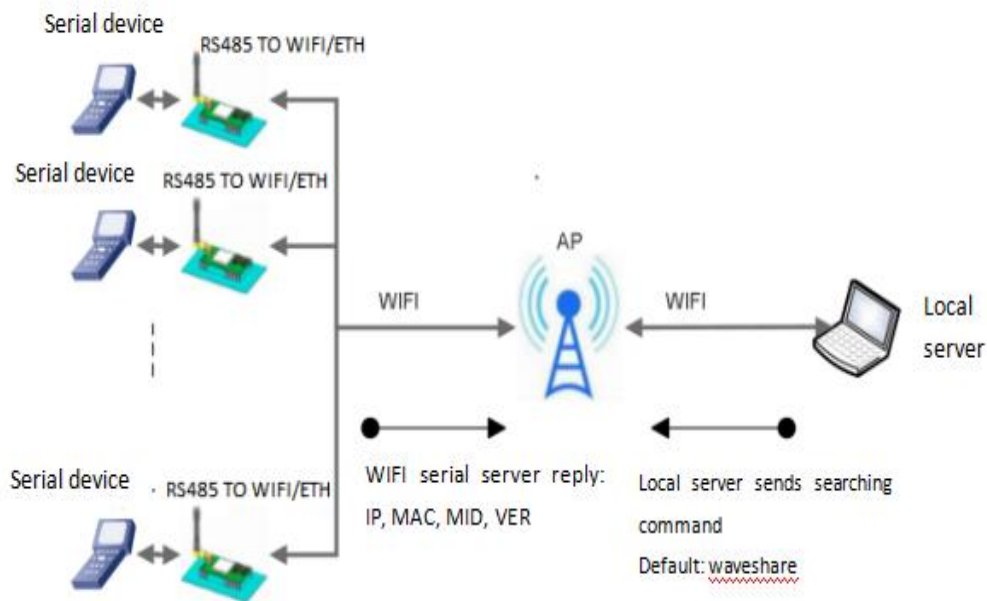 Serial device
RS485 TO WIFI/ETH
Serial device
RS485 TO WIFI/ETH
AP
WIFI
WIFI
Local
server
Serial device
RS485 TO WIFI/ETH
WIFI serial server reply:
IP, MAC, MID, VER
Local server sends searching
command
Default: waveshare